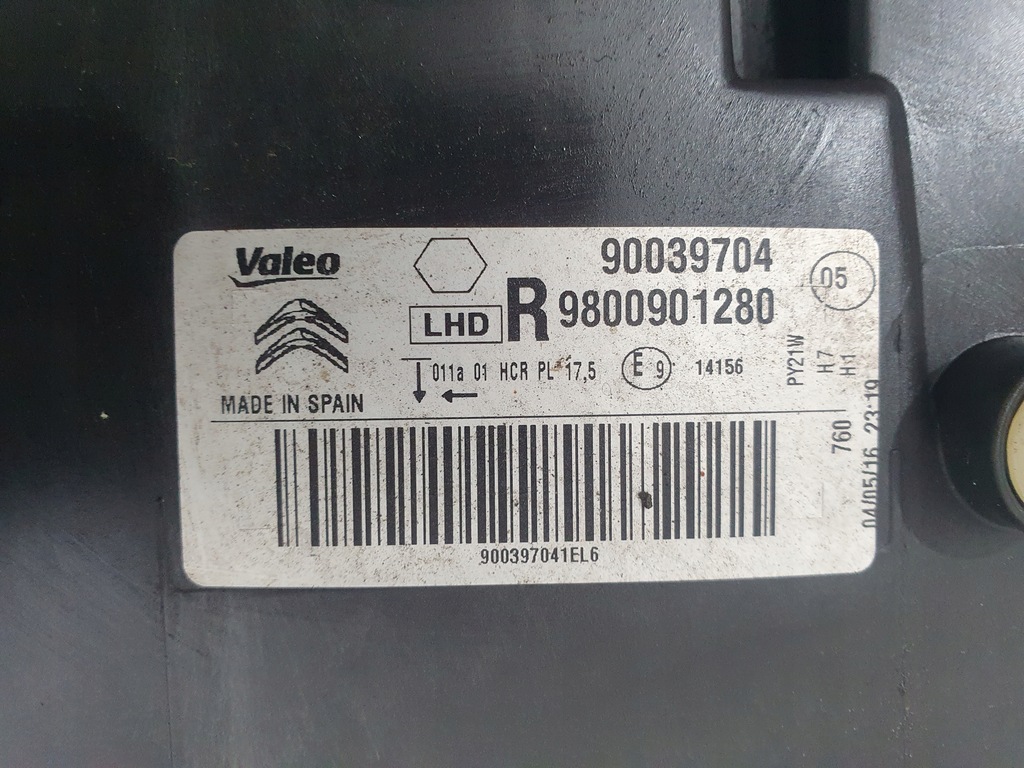 Valeo
90039704
05
LHD
R
9800901280
011a 01 HCR PL 17,5
E 9
14156
PY21W
H7
H1
MADE IN SPAIN
760
04/05/16 23:19
900397041EL6